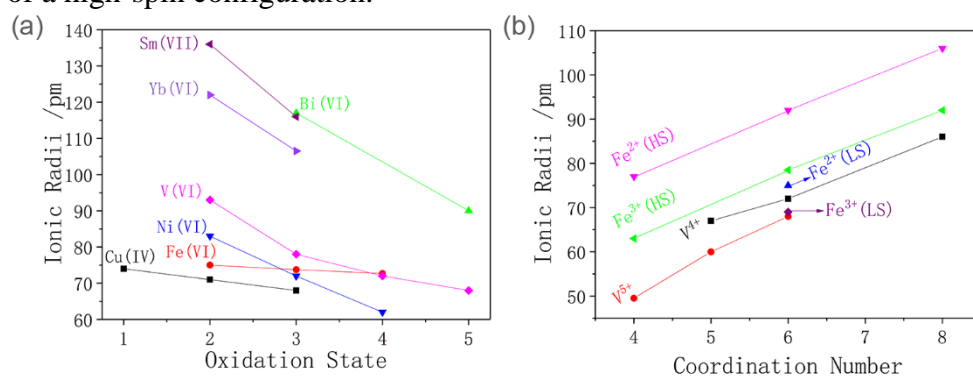 of a high-spin configuration.
(a)
140
130
120
110
100
90
80
70
60
Ionic Radii /pm
Sm(VII)
Yb(VI)
Bi(VI)
V(VI)
Ni(VI)
Cu(IV)
Fe(VI)
1 2 3 4 5
Oxidation State
(b)
110
100
90
80
70
60
50
Ionic Radii /pm
Fe2+(HS)
Fe2+(LS)
Fe3+(HS)
V4+
Fe3+(LS)
V5+
4 5 6 7 8
Coordination Number